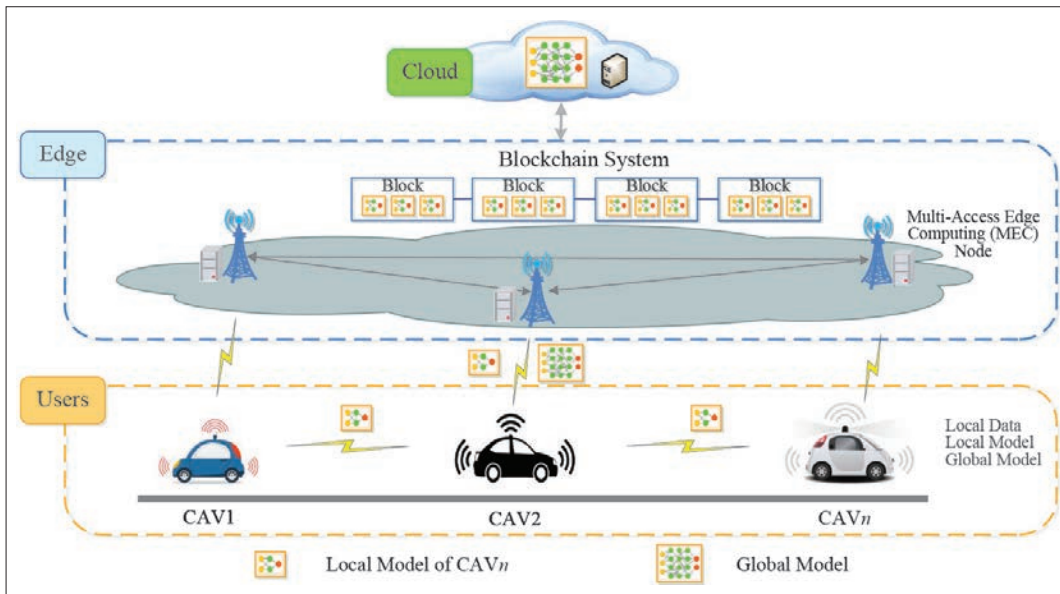 Cloud
Edge
Blockchain System
Block
Block
Block
Block
Multi-Access Edge
Computing (MEC)
Node
Users
Local Data
Local Model
Global Model
CAV1
CAV2
CAVn
Local Model of CAVn
Global Model